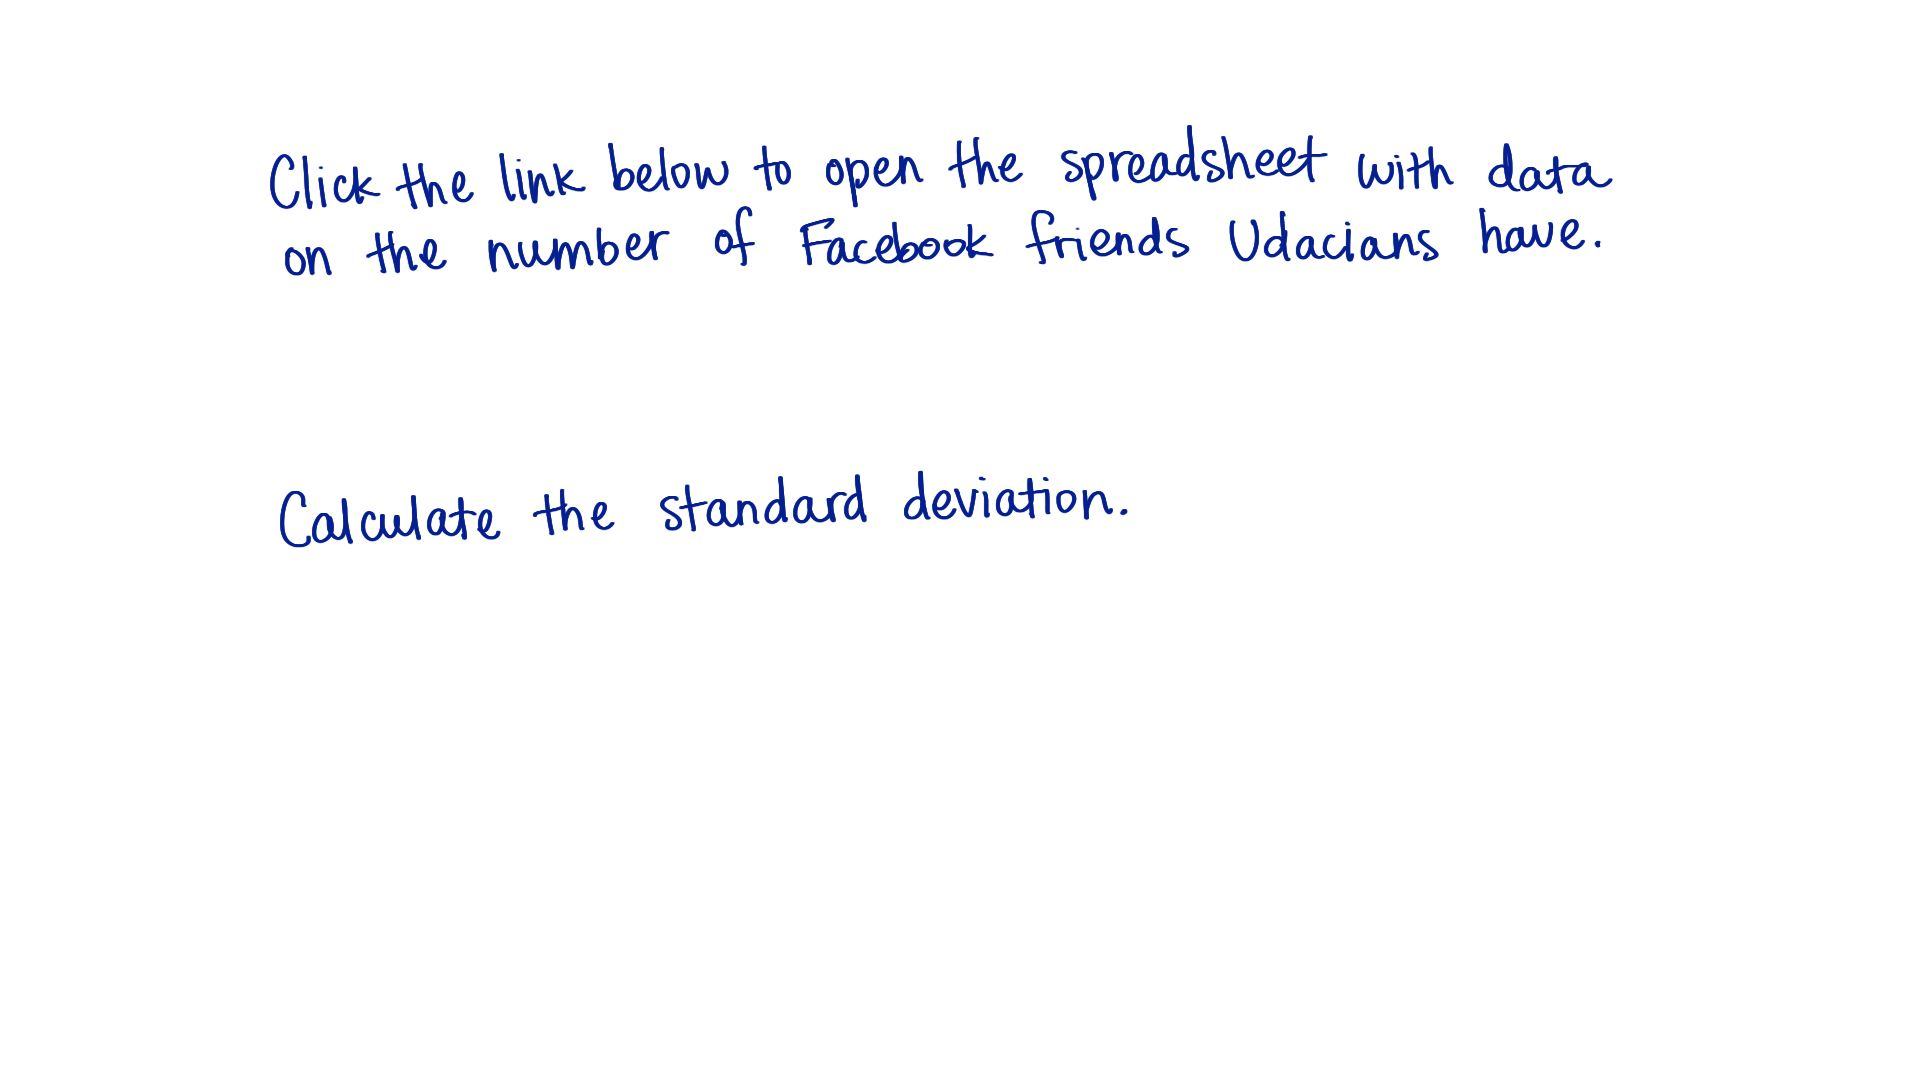 Click the link below to open the spreadsheet with data
on the number of Facebook friends Udacians have.
Calculate the standard deviation.